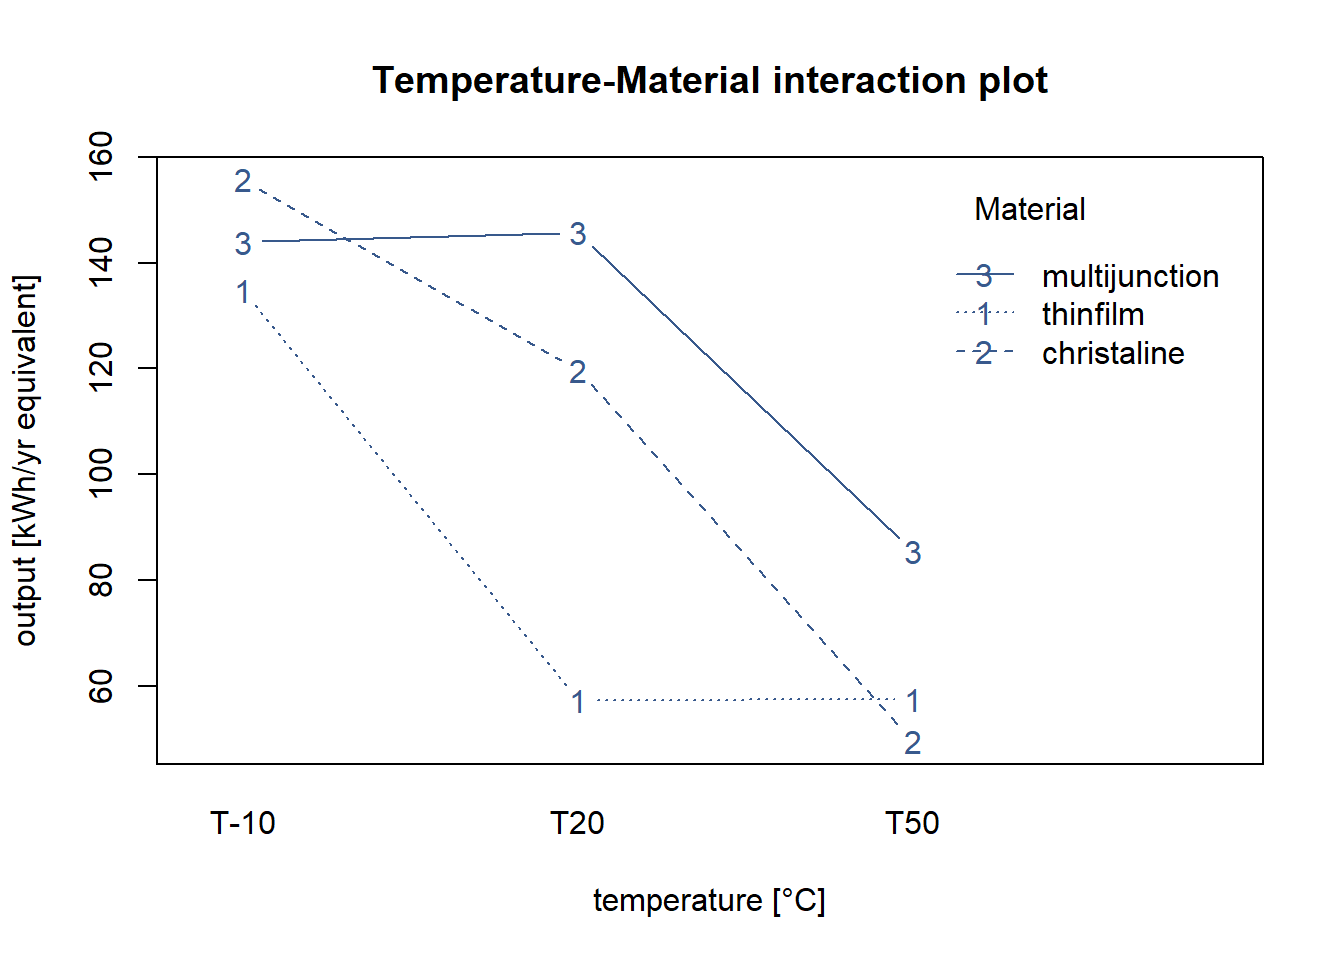 Temperature-Material interaction plot
160
140
120
100
80
60
output [kWh/yr equivalent]
2
3
1
3
2
1
3
1
2
Material
3 multijunction
1 thinfilm
2 christaline
T-10 T20 T50
temperature [°C]